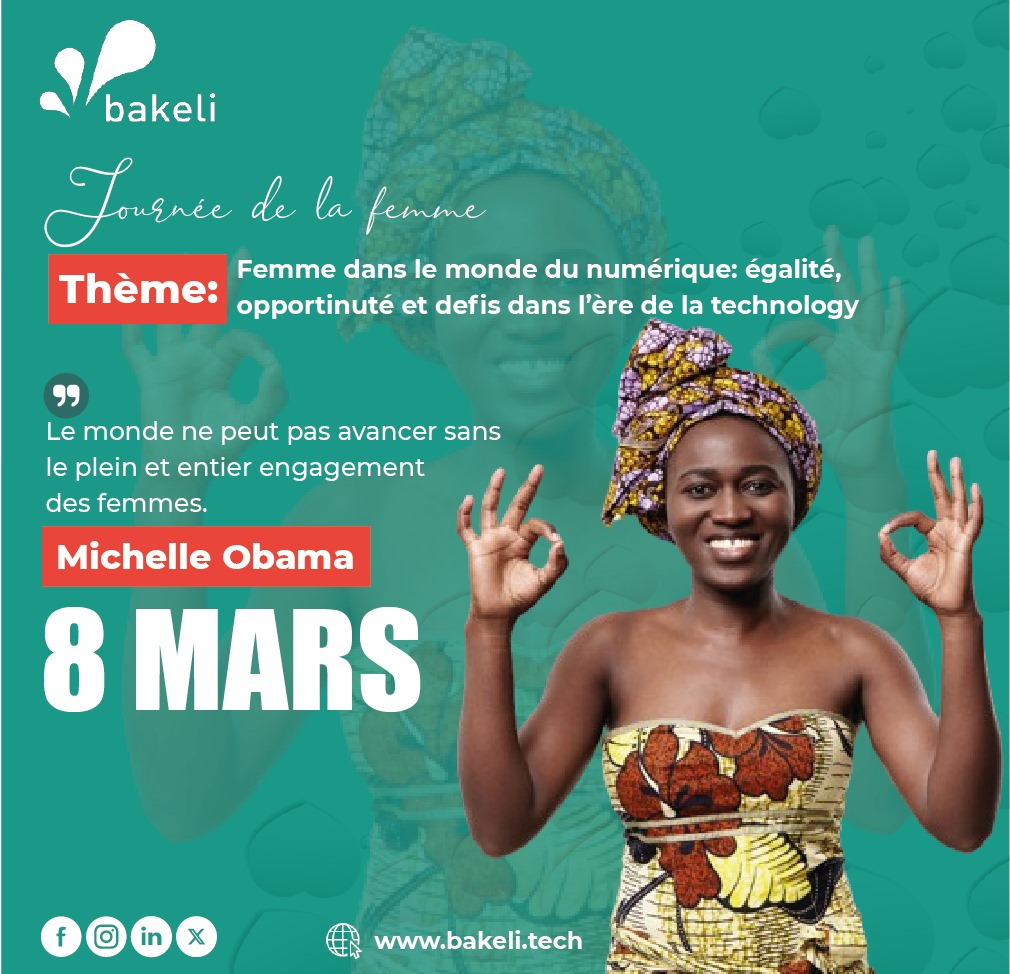 bakeli
Journée de la femme
Thème:
Femme dans le monde du numérique: égalité,
opportinuté et defis dans l’ère de la technology
Le monde ne peut pas avancer sans
le plein et entier engagement
des femmes.
Michelle Obama
8 MARS
www.bakeli.tech